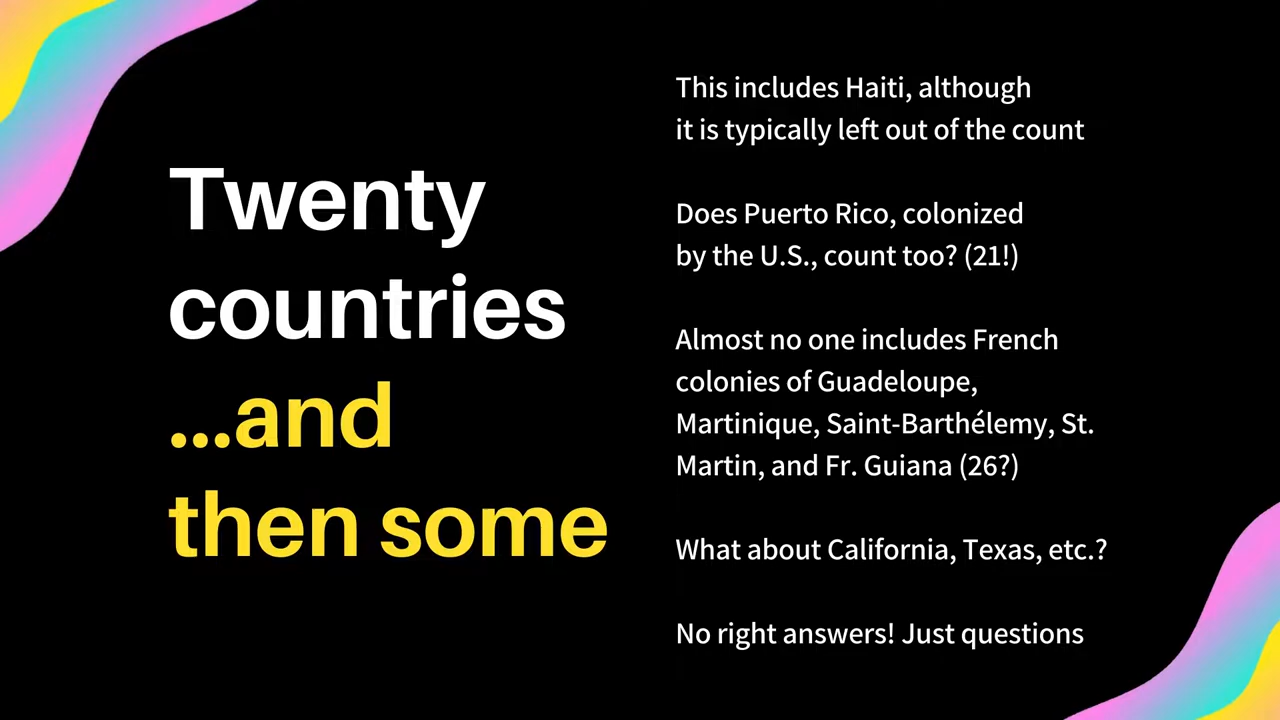 Twenty
countries
...and
then some
This includes Haiti, although
it is typically left out of the count
Does Puerto Rico, colonized
by the U.S., count too? (21!)
Almost no one includes French
colonies of Guadeloupe,
Martinique, Saint-Barthélemy, St.
Martin, and Fr. Guiana (26?)
What about California, Texas, etc.?
No right answers! Just questions